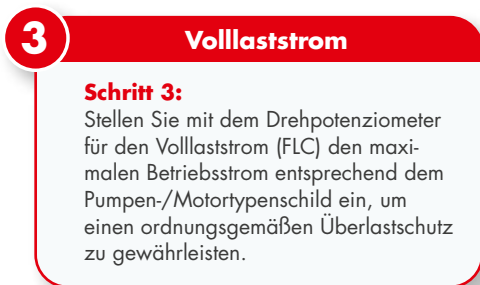 3
Volllaststrom
Schritt 3:
Stellen Sie mit dem Drehpotenziometer
für den Volllaststrom (FLC) den maxi-
malen Betriebsstrom entsprechend dem
Pumpen-/Motortypenschild ein, um
einen ordnungsgemäßen Überlastschutz
zu gewährleisten.